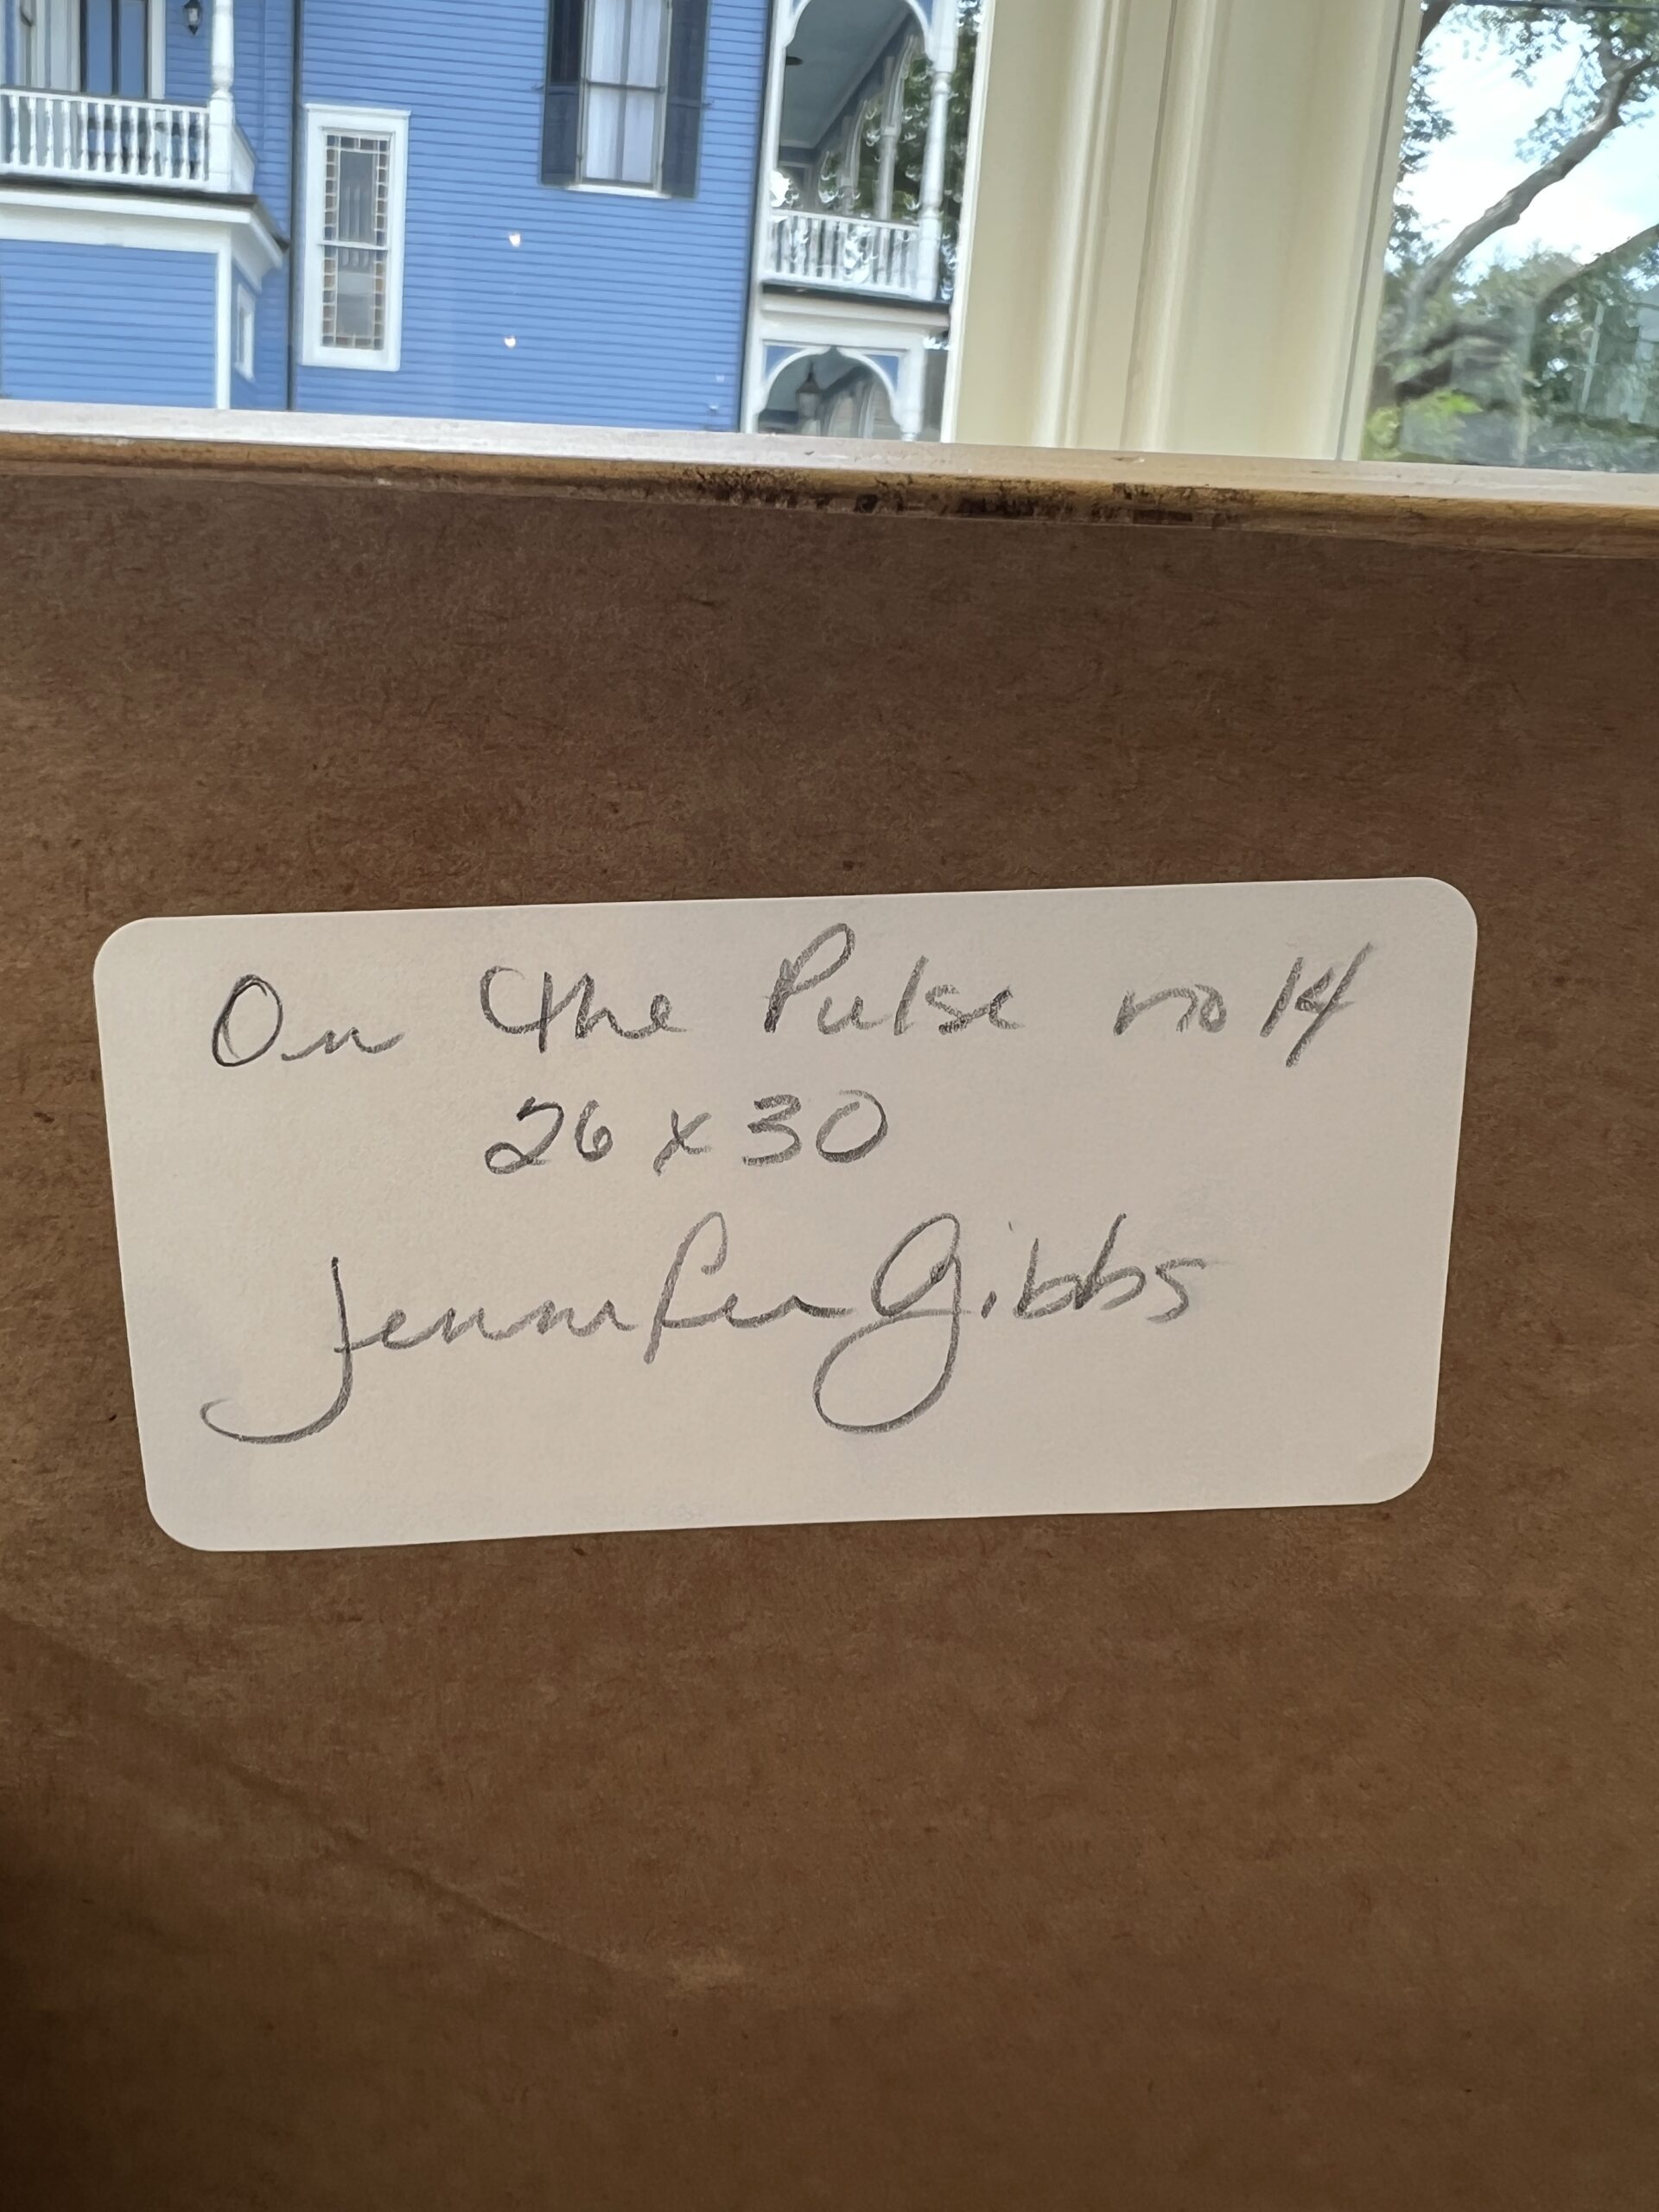 On the Pulse no 14
26 x 30
Jennifer Gibbs